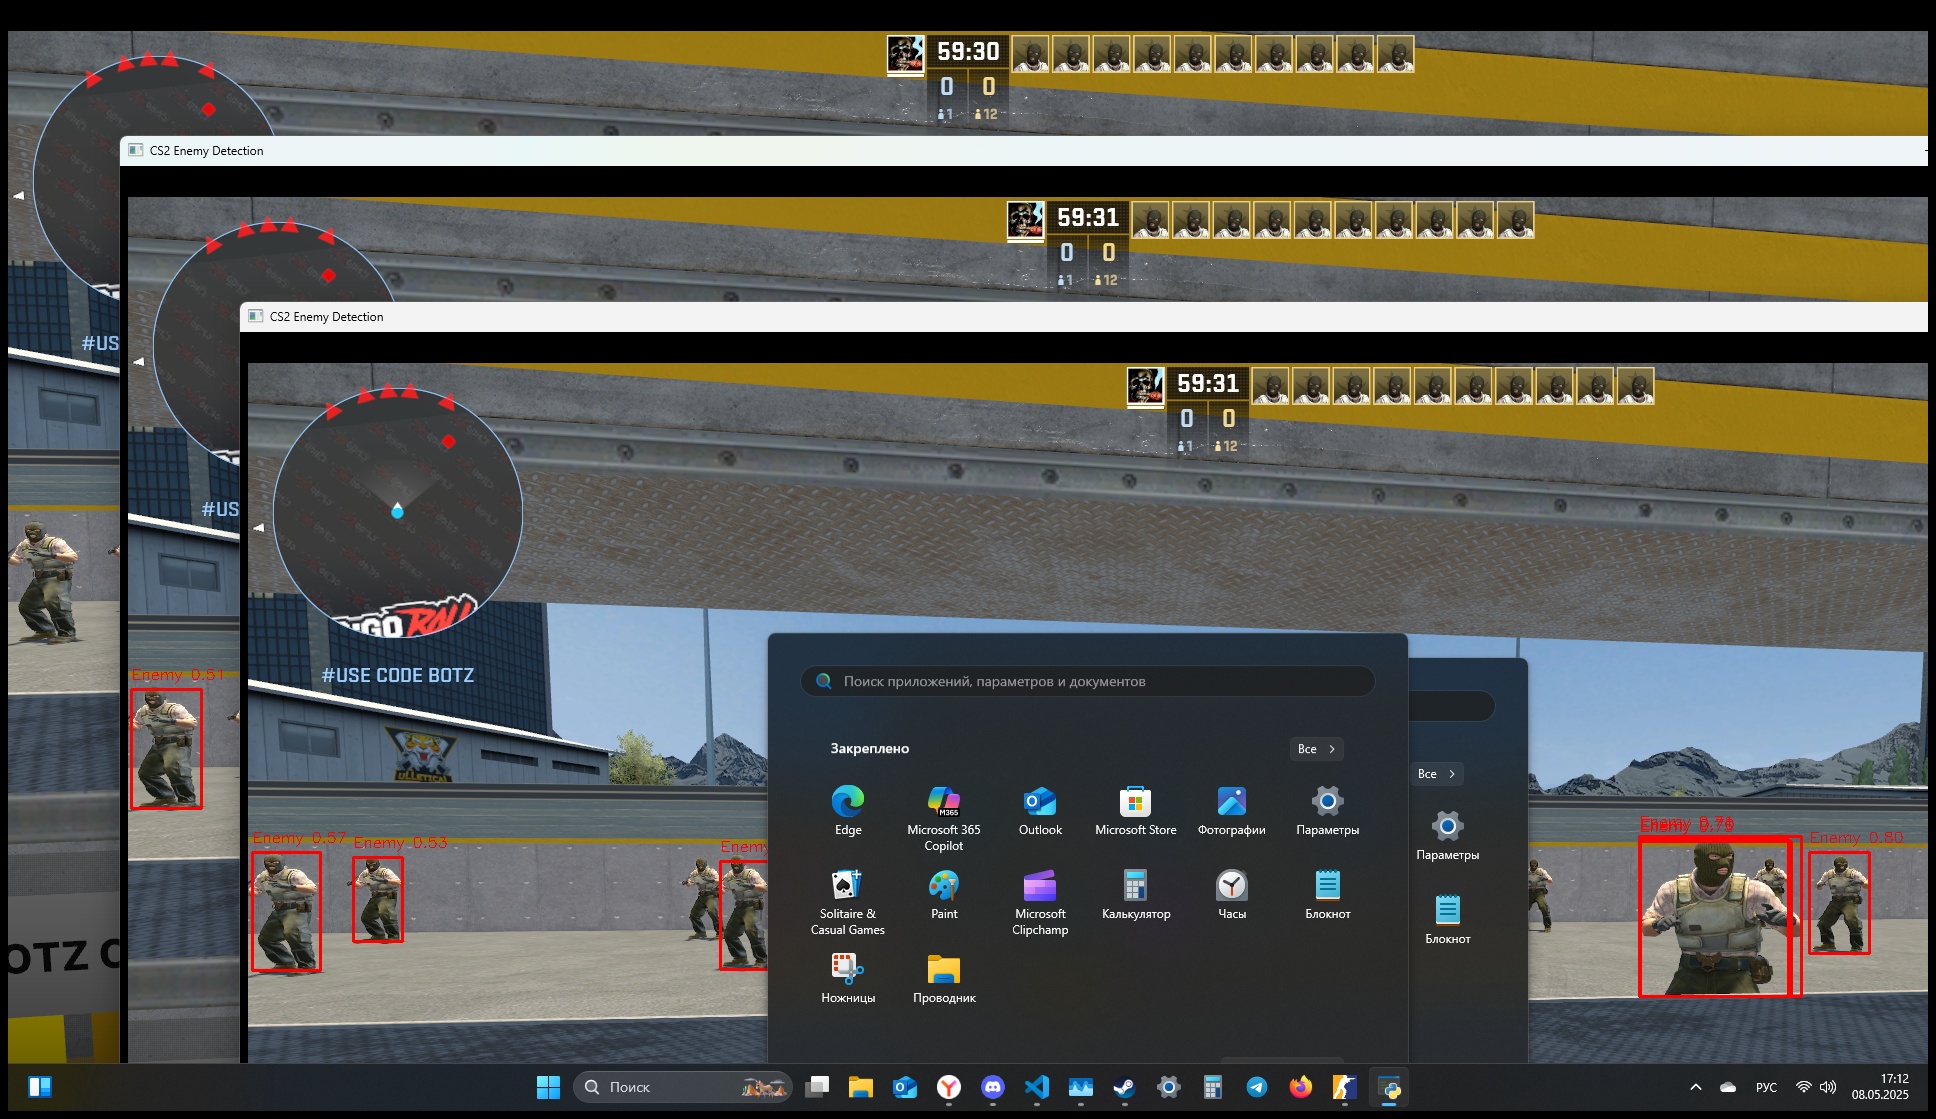 59:30
0 0
1 12
CS2 Enemy Detection
59:31
0 0
1 12
#US
CS2 Enemy Detection
59:31
0 0
1 12
#US
#USE CODE BOTZ
Поиск приложений, параметров и документов
Закреплено
Все
Все
Edge
Microsoft 365 Copilot
Outlook
Microsoft Store
Фотографии
Параметры
Параметры
Solitaire & Casual Games
Paint
Microsoft Clipchamp
Калькулятор
Часы
Блокнот
Блокнот
Ножницы
Проводник
M365
Enemy 0.51
Enemy 0.57
Enemy 0.53
Enemy
Enemy
Enemy 0.80
OTZ C
Поиск
РУС
17:12
08.05.2025